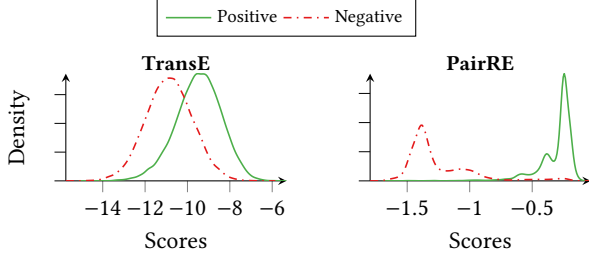 Positive Negative
TransE PairRE
Density
−14 −12 −10 −8 −6 −1.5 −1 −0.5
Scores Scores